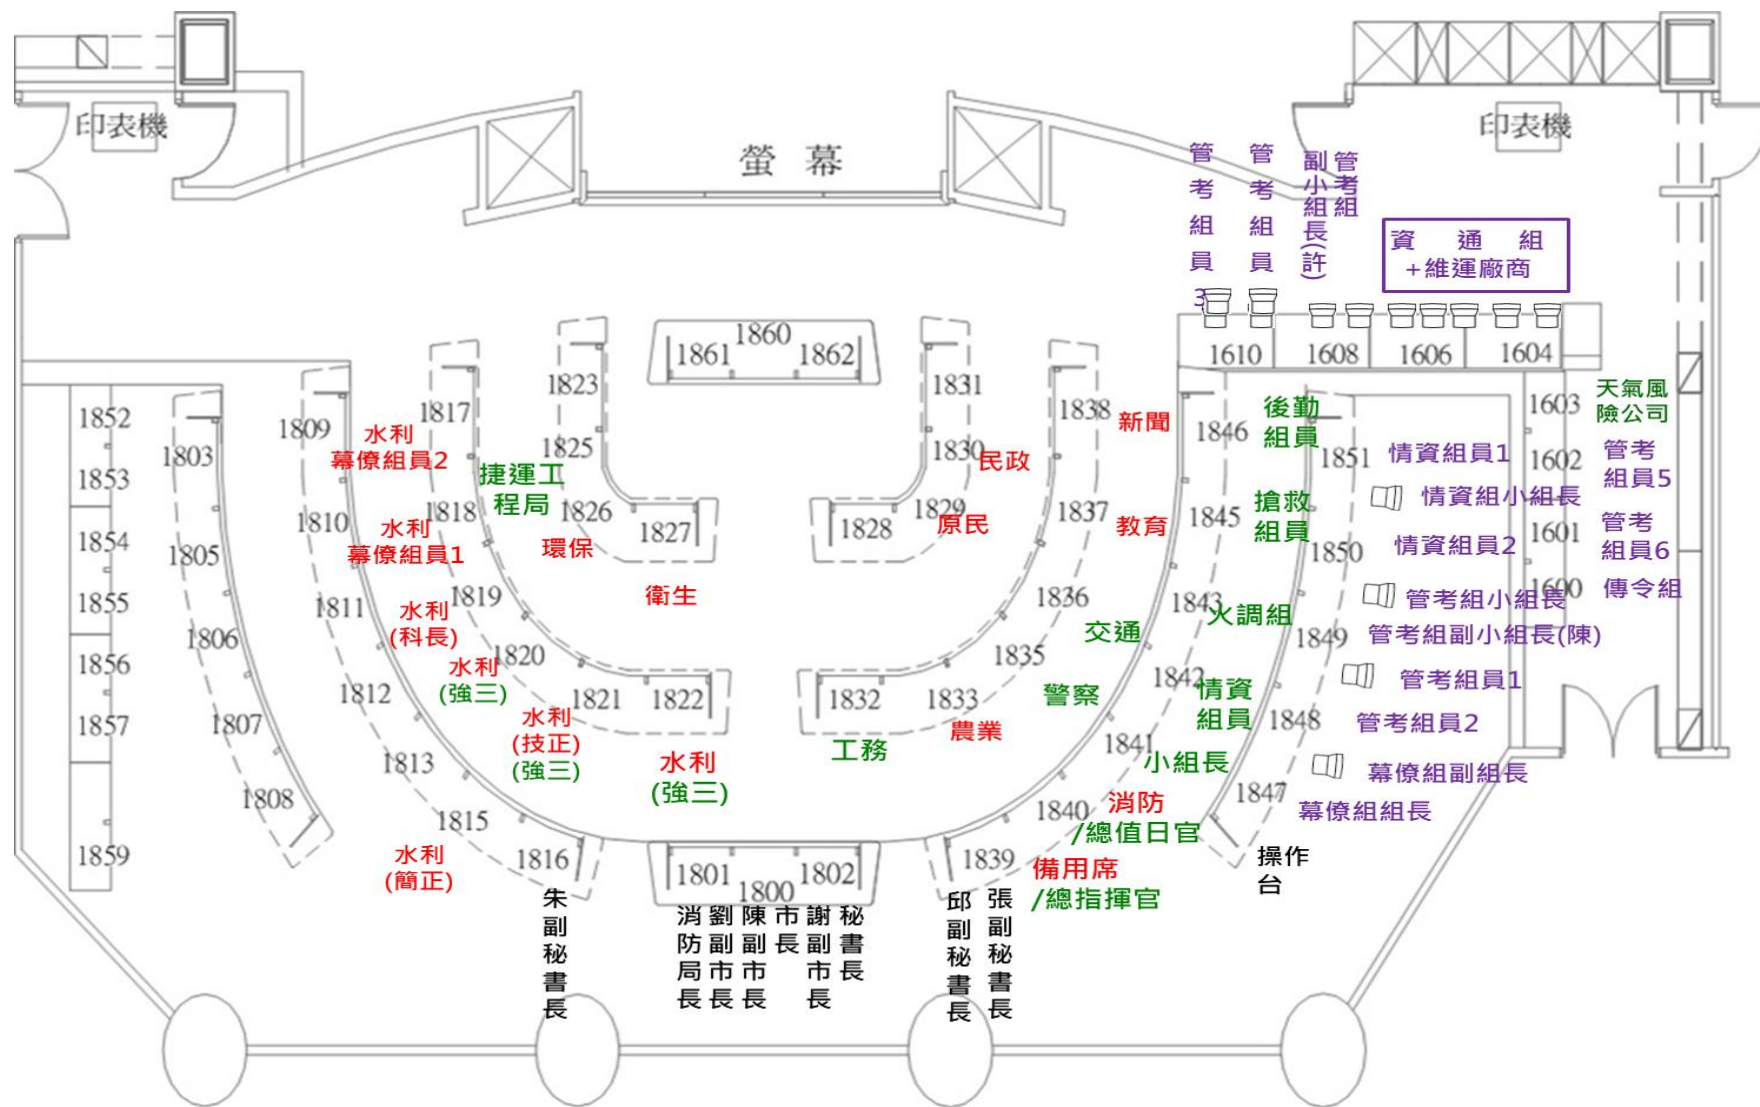 印表機
印表機
螢幕
管考組員3
管考組員
管考組
副小組長(許)
資通組
+維運廠商
1610
1608
1606
1604
1860
1861
1862
1852
1853
1854
1855
1856
1857
1859
1803
1805
1806
1807
1808
1809
1810
1811
1812
1813
1815
1816
水利
幕僚組員2
水利
幕僚組員1
水利
(科長)
水利
(強三)
水利
(技正)
(強三)
水利
(強三)
水利
(簡正)
1817
1818
1819
1820
1821
1822
捷運工
程局
1823
1825
1826
1827
環保
衛生
1831
1830
1829
1828
民政
原民
1838
1837
1836
1835
1833
1832
新聞
教育
交通
警察
農業
工務
1846
1845
1843
1842
1841
1840
1839
後勤
組員
搶救
組員
火調組
情資
組員
小組長
消防
/總值日官
備用席
/總指揮官
1851
1850
1849
1848
1847
操作
台
情資組員1
情資組小組長
情資組員2
管考組小組長
管考組副小組長(陳)
管考組員1
管考組員2
幕僚組副組長
幕僚組組長
1603
1602
1601
1600
天氣風
險公司
管考
組員5
管考
組員6
傳令組
1801
1800
1802
朱副秘書長
消防局長
劉副市長
陳副市長
市長
謝副市長
秘書長
邱副秘書長
張副秘書長